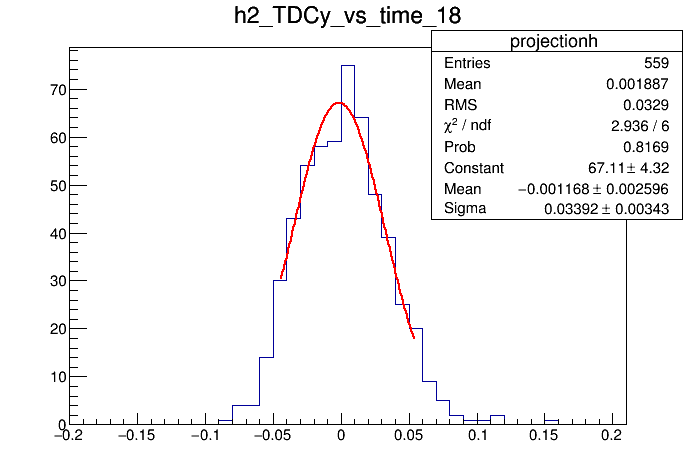 h2_TDCy_vs_time_18
projectionh
Entries 559
Mean 0.001887
RMS 0.0329
χ² / ndf 2.936 / 6
Prob 0.8169
Constant 67.11 ± 4.32
Mean −0.001168 ± 0.002596
Sigma 0.03392 ± 0.00343
70
60
50
40
30
20
10
0
−0.2 −0.15 −0.1 −0.05 0 0.05 0.1 0.15 0.2